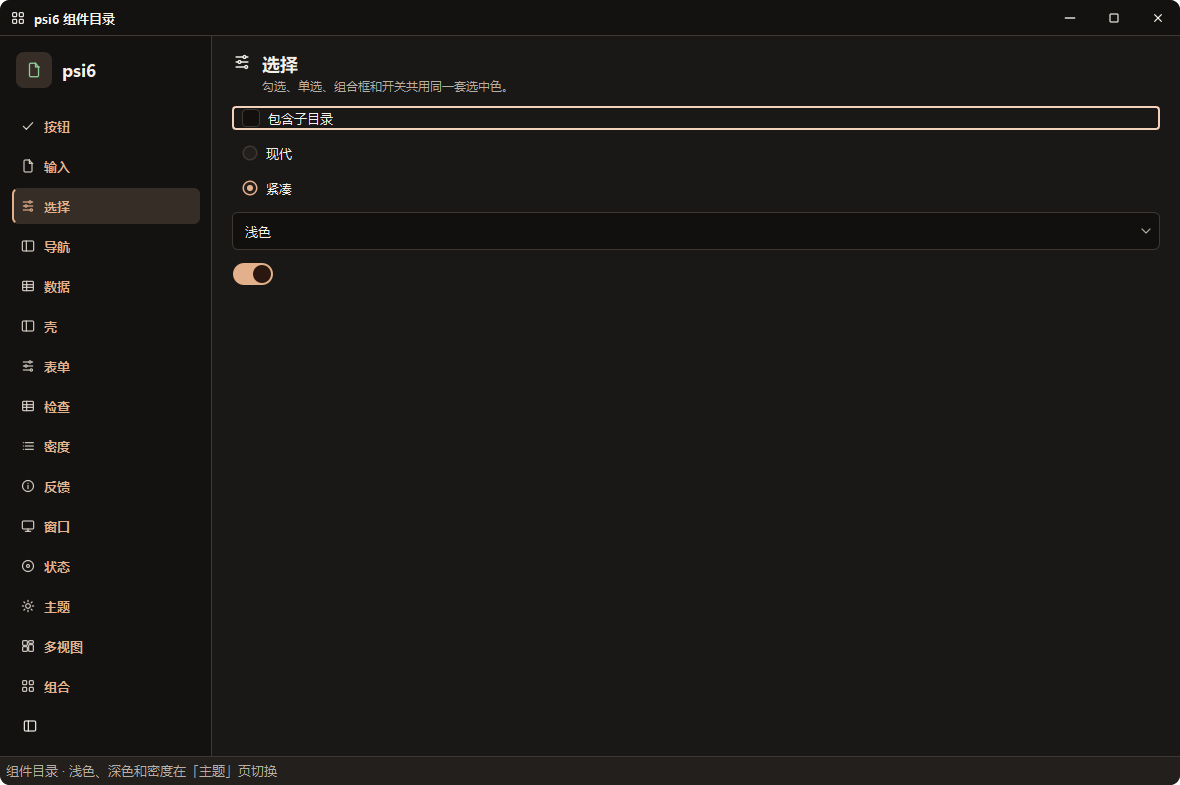 psi6 组件目录
psi6
按钮
输入
选择
导航
数据
壳
表单
检查
密度
反馈
窗口
状态
主题
多视图
组合
选择
勾选、单选、组合框和开关共用同一套选中色。
包含子目录
现代
紧凑
浅色
组件目录 · 浅色、深色和密度在「主题」页切换